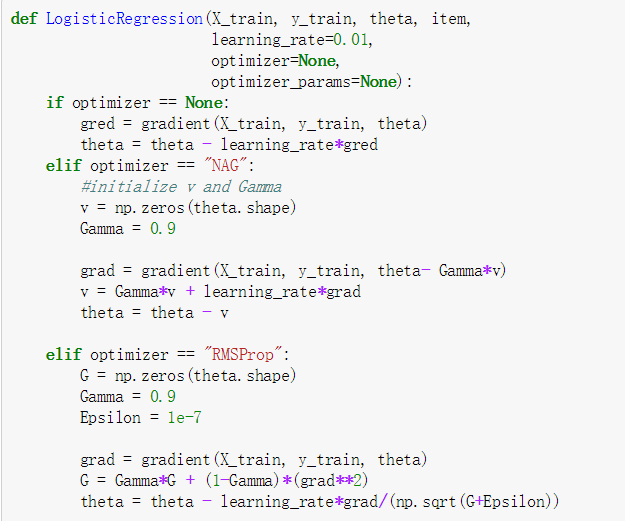 def LogisticRegression(X_train, y_train, theta, item,
learning_rate=0.01,
optimizer=None,
optimizer_params=None):
if optimizer == None:
gred = gradient(X_train, y_train, theta)
theta = theta - learning_rate*gred
elif optimizer == "NAG":
#initialize v and Gamma
v = np.zeros(theta.shape)
Gamma = 0.9
grad = gradient(X_train, y_train, theta- Gamma*v)
v = Gamma*v + learning_rate*grad
theta = theta - v
elif optimizer == "RMSProp":
G = np.zeros(theta.shape)
Gamma = 0.9
Epsilon = 1e-7
grad = gradient(X_train, y_train, theta)
G = Gamma*G + (1-Gamma)*(grad**2)
theta = theta - learning_rate*grad/(np.sqrt(G+Epsilon))